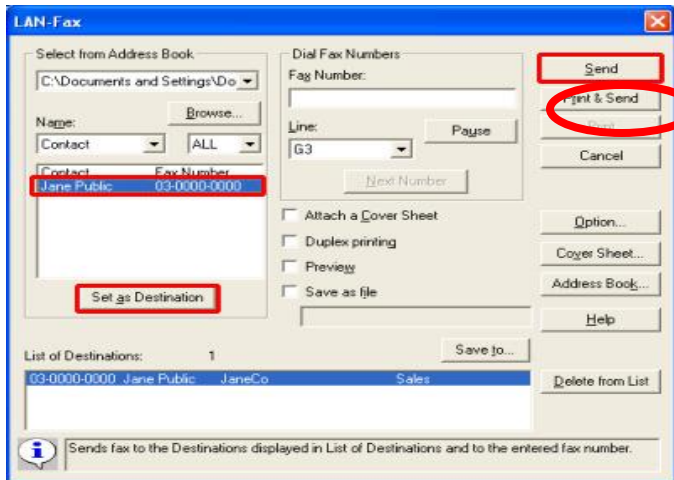 LAN-Fax
Select from Address Book
C:\Documents and Settings\Do
Browse...
Name:
Contact
ALL
Contact Fax Number
Jane Public 03-0000-0000
Set as Destination
Dial Fax Numbers
Fax Number:
Line:
Pause
G3
Next Number
Attach a Cover Sheet
Duplex printing
Preview
Save as file
Send
Print & Send
Print
Cancel
Option...
Cover Sheet...
Address Book...
Help
List of Destinations: 1
Save to...
03-0000-0000 Jane Public JaneCo Sales
Delete from List
Sends fax to the Destinations displayed in List of Destinations and to the entered fax number.